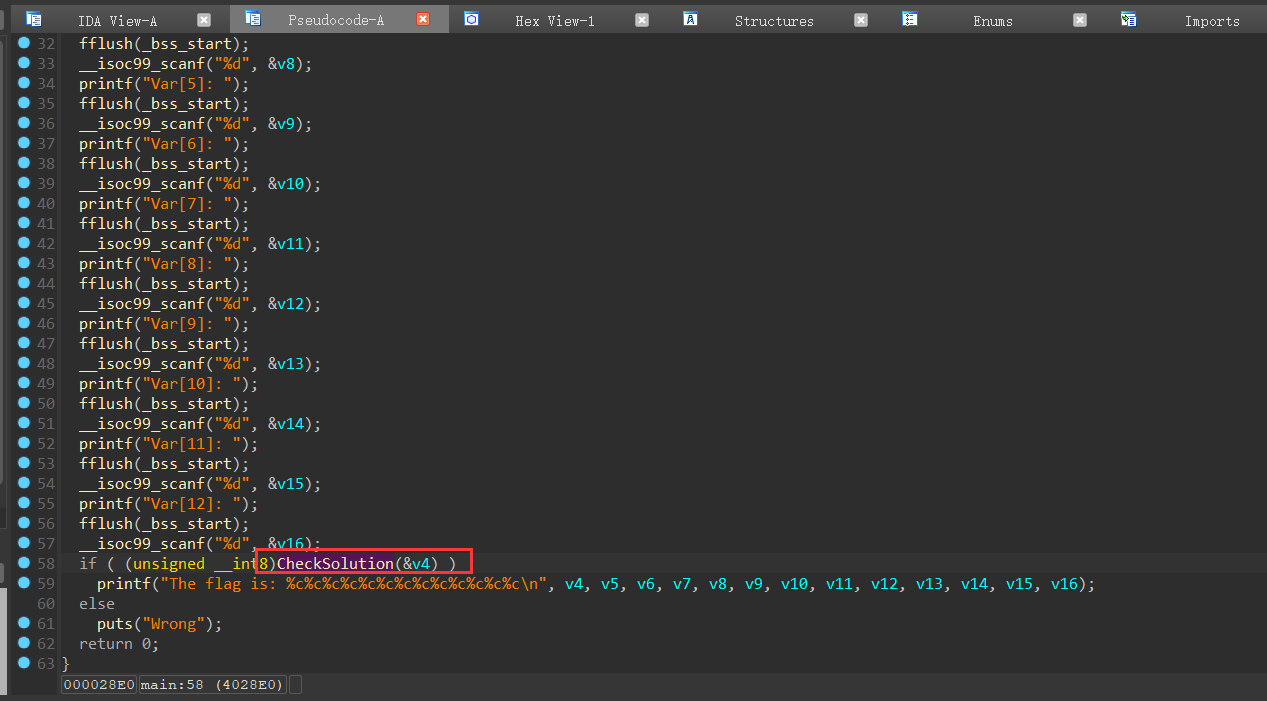 IDA View-A Pseudocode-A Hex View-1 A Structures Enums Imports
32 fflush(_bss_start);
33 __isoc99_scanf("%d", &v8);
34 printf("Var[5]: ");
35 fflush(_bss_start);
36 __isoc99_scanf("%d", &v9);
37 printf("Var[6]: ");
38 fflush(_bss_start);
39 __isoc99_scanf("%d", &v10);
40 printf("Var[7]: ");
41 fflush(_bss_start);
42 __isoc99_scanf("%d", &v11);
43 printf("Var[8]: ");
44 fflush(_bss_start);
45 __isoc99_scanf("%d", &v12);
46 printf("Var[9]: ");
47 fflush(_bss_start);
48 __isoc99_scanf("%d", &v13);
49 printf("Var[10]: ");
50 fflush(_bss_start);
51 __isoc99_scanf("%d", &v14);
52 printf("Var[11]: ");
53 fflush(_bss_start);
54 __isoc99_scanf("%d", &v15);
55 printf("Var[12]: ");
56 fflush(_bss_start);
57 __isoc99_scanf("%d", &v16);
58 if ( (unsigned __int8)CheckSolution(&v4) )
59 printf("The flag is: %c%c%c%c%c%c%c%c%c%c%c%c%c\n", v4, v5, v6, v7, v8, v9, v10, v11, v12, v13, v14, v15, v16);
60 else
61 puts("Wrong");
62 return 0;
63 }
000028E0 main:58 (4028E0)